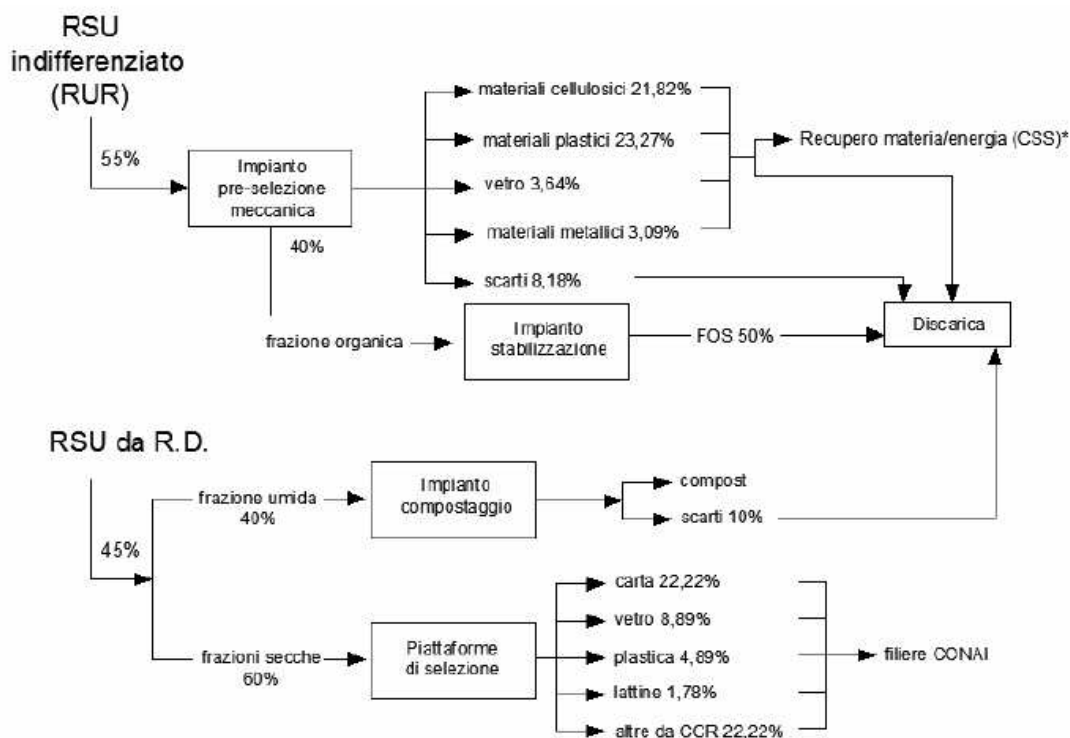 RSU
indifferenziato
(RUR)
55%
Impianto
pre-selezione
meccanica
40%
materiali cellulosici 21,82%
materiali plastici 23,27%
vetro 3,64%
materiali metallici 3,09%
scarti 8,18%
Recupero materia/energia (CSS)*
frazione organica
Impianto
stabilizzazione
FOS 50%
Discarica
RSU da R.D.
45%
frazione umida
40%
Impianto
compostaggio
compost
scarti 10%
frazioni secche
60%
Piattaforme
di selezione
carta 22,22%
vetro 8,89%
plastica 4,89%
lattine 1,78%
altre da CCR 22,22%
filiere CONAI